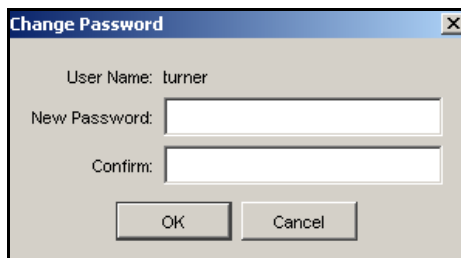 Change Password
User Name: turner
New Password:
Confirm:
OK Cancel